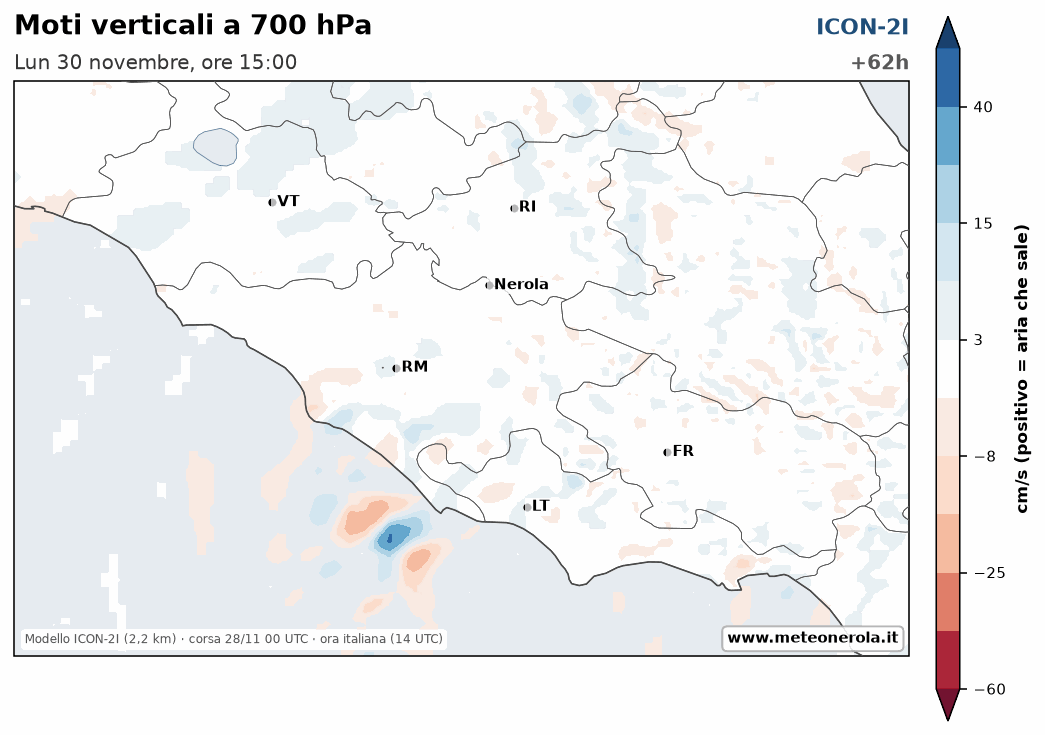 Moti verticali a 700 hPa
ICON-2I
Lun 30 novembre, ore 15:00
+62h
VT
RI
Nerola
RM
FR
LT
Modello ICON-2I (2,2 km) · corsa 28/11 00 UTC · ora italiana (14 UTC)
www.meteonerola.it
40
15
3
−8
−25
−60
cm/s (positivo = aria che sale)